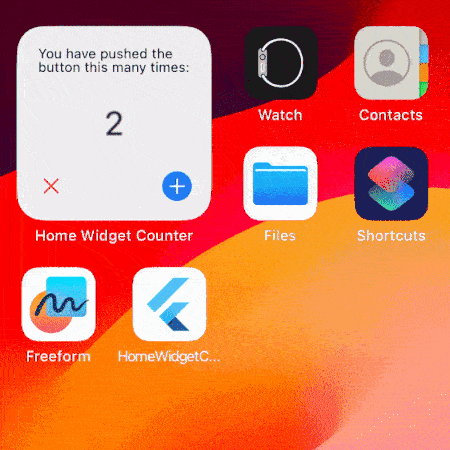 You have pushed the
button this many times:
2
Home Widget Counter
Watch
Contacts
Files
Shortcuts
Freeform
HomeWidgetC...